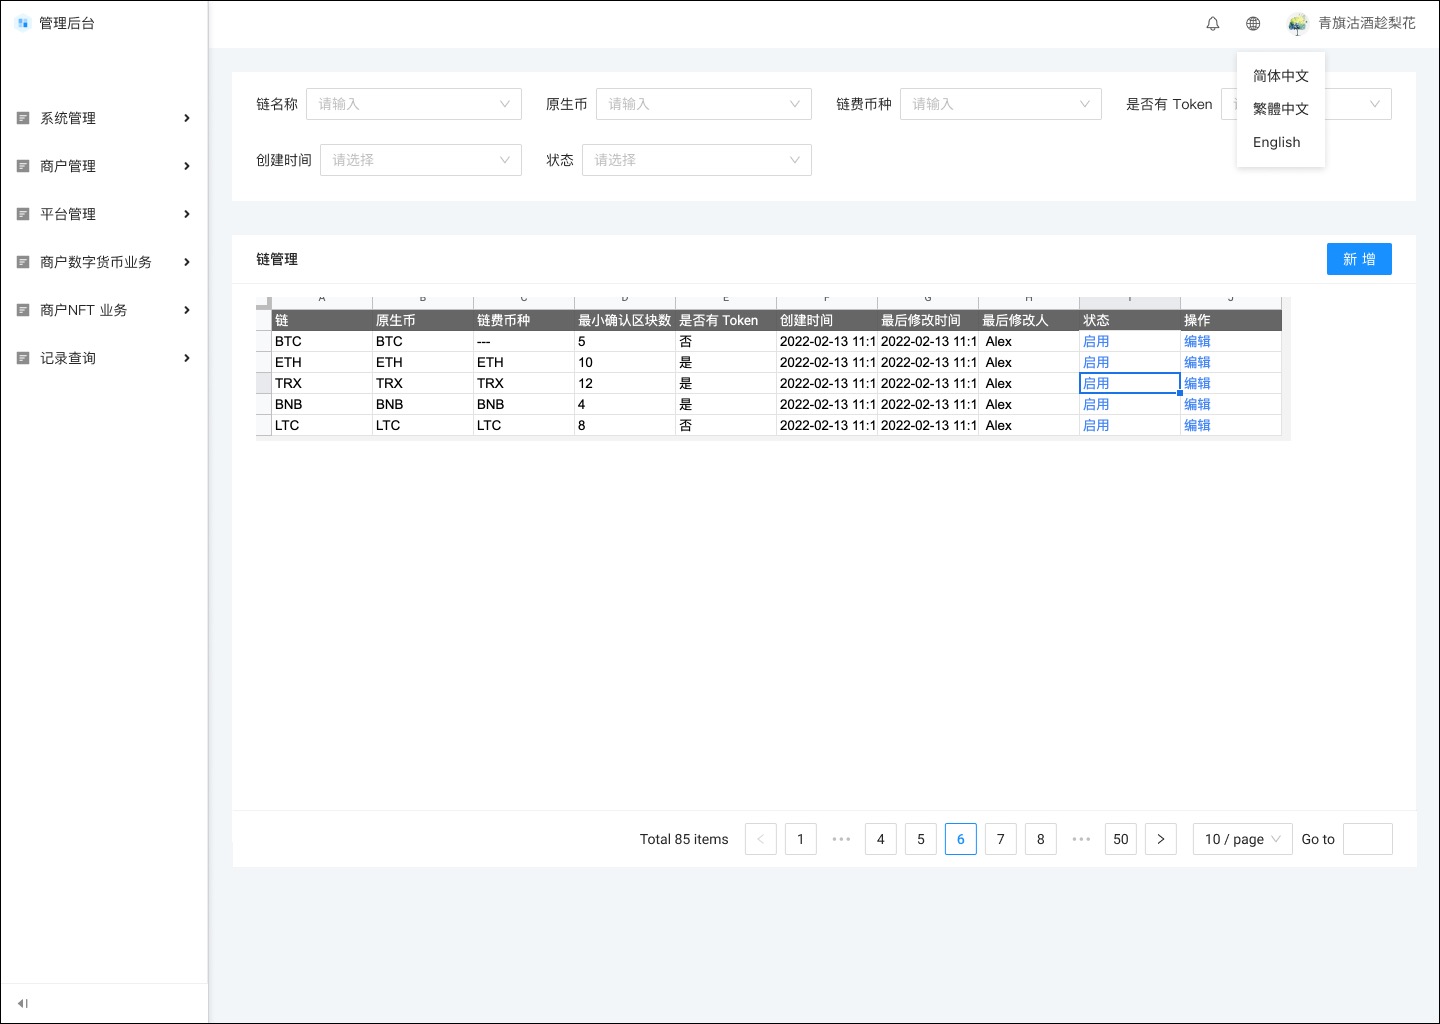 管理后台
青旗沽酒趁梨花
简体中文
繁體中文
English
系统管理
商户管理
平台管理
商户数字货币业务
商户NFT 业务
记录查询
链名称 请输入 原生币 请输入 链费币种 请输入 是否有 Token
创建时间 请选择 状态 请选择
链管理 新 增
链 原生币 链费币种 最小确认区块数 是否有 Token 创建时间 最后修改时间 最后修改人 状态 操作
BTC BTC --- 5 否 2022-02-13 11:1 2022-02-13 11:1 Alex 启用 编辑
ETH ETH ETH 10 是 2022-02-13 11:1 2022-02-13 11:1 Alex 启用 编辑
TRX TRX TRX 12 是 2022-02-13 11:1 2022-02-13 11:1 Alex 启用 编辑
BNB BNB BNB 4 是 2022-02-13 11:1 2022-02-13 11:1 Alex 启用 编辑
LTC LTC LTC 8 否 2022-02-13 11:1 2022-02-13 11:1 Alex 启用 编辑
Total 85 items < 1 ••• 4 5 6 7 8 ••• 50 > 10 / page Go to